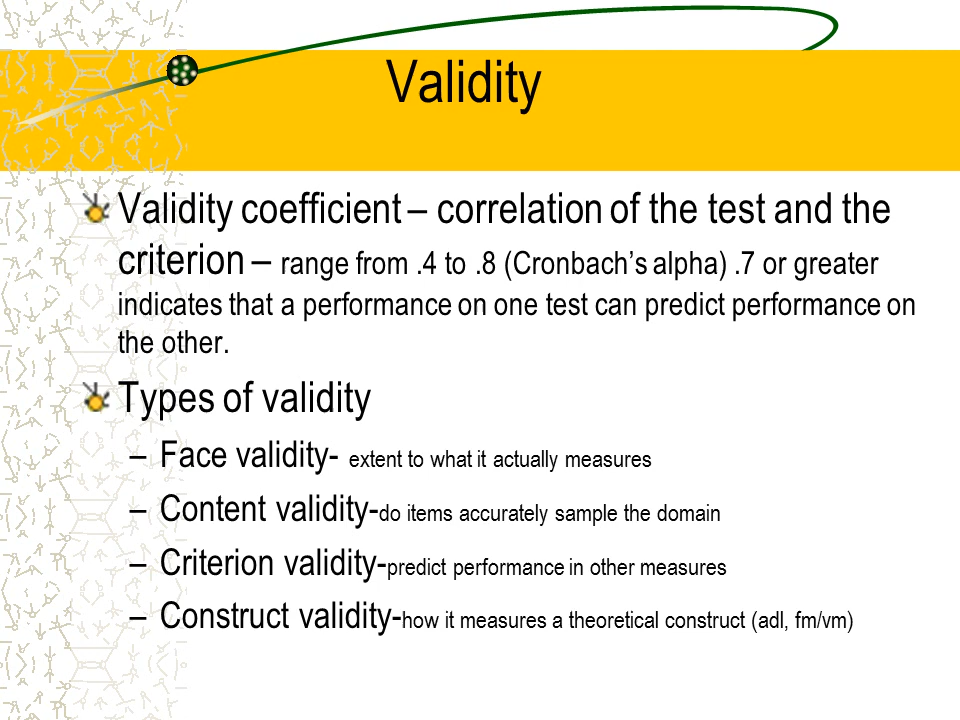 Validity
Validity coefficient – correlation of the test and the
criterion – range from .4 to .8 (Cronbach’s alpha) .7 or greater
indicates that a performance on one test can predict performance on
the other.
Types of validity
– Face validity- extent to what it actually measures
– Content validity-do items accurately sample the domain
– Criterion validity-predict performance in other measures
– Construct validity-how it measures a theoretical construct (adl, fm/vm)